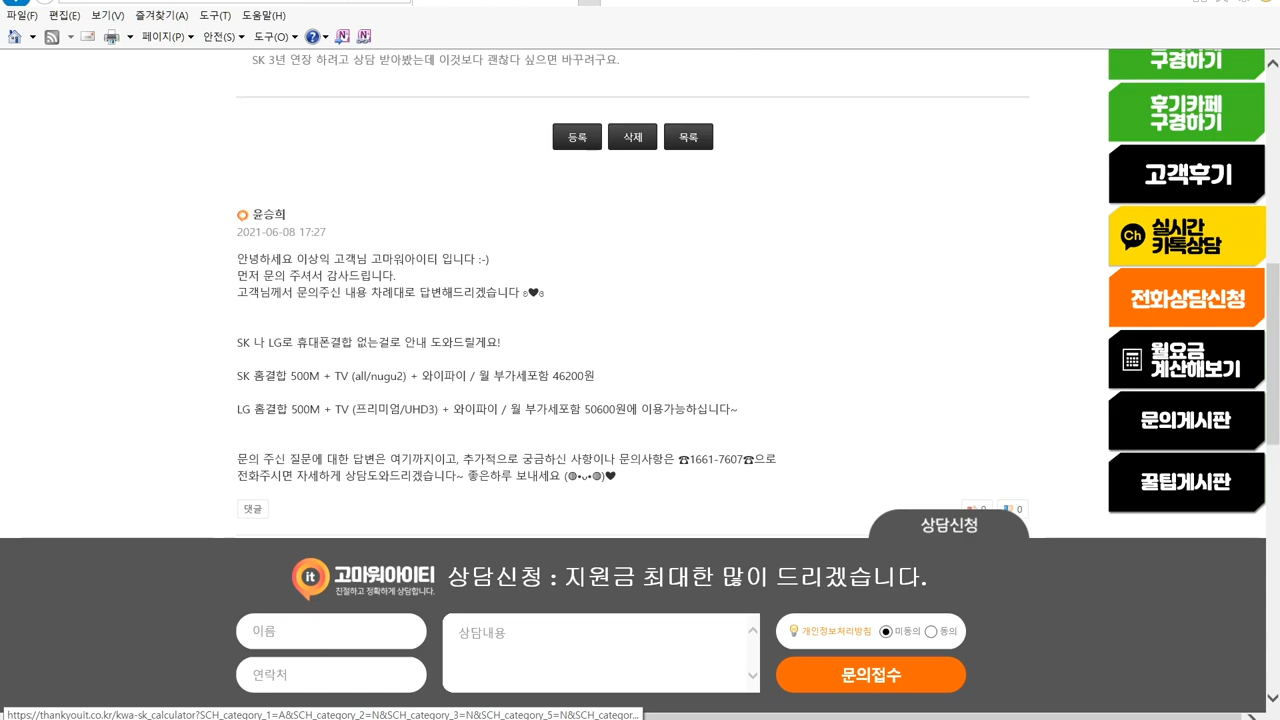 파일(F) 편집(E) 보기(V) 즐겨찾기(A) 도구(T) 도움말(H)
페이지(P) 안전(S) 도구(O)
SK 3년 연장 하려고 상담 받아봤는데 이것보다 괜찮다 싶으면 바꾸려구요.
등록 삭제 목록
윤승희
2021-06-08 17:27
안녕하세요 이상익 고객님 고마워아이티 입니다 :-)
먼저 문의 주셔서 감사드립니다.
고객님께서 문의주신 내용 차례대로 답변해드리겠습니다 ʚ♥ɞ
SK 나 LG로 휴대폰결합 없는걸로 안내 도와드릴게요!
SK 홈결합 500M + TV (all/nugu2) + 와이파이 / 월 부가세포함 46200원
LG 홈결합 500M + TV (프리미엄/UHD3) + 와이파이 / 월 부가세포함 50600원에 이용가능하십니다~
문의 주신 질문에 대한 답변은 여기까지이고, 추가적으로 궁금하신 사항이나 문의사항은 ☎1661-7607☎으로
전화주시면 자세하게 상담도와드리겠습니다~ 좋은하루 보내세요 (◍•ᴗ•◍)♥
댓글
0 0
구경하기
후기카페
구경하기
고객후기
Ch 실시간
카톡상담
전화상담신청
월요금
계산해보기
문의게시판
꿀팁게시판
상담신청
it 고마워아이티
친절하고 정확하게 상담합니다.
상담신청 : 지원금 최대한 많이 드리겠습니다.
이름
연락처
상담내용
개인정보처리방침 미동의 동의
문의접수
https://thankyouit.co.kr/kwa-sk_calculator?SCH_category_1=A&SCH_category_2=N&SCH_category_3=N&SCH_category_5=N&SCH_categor...